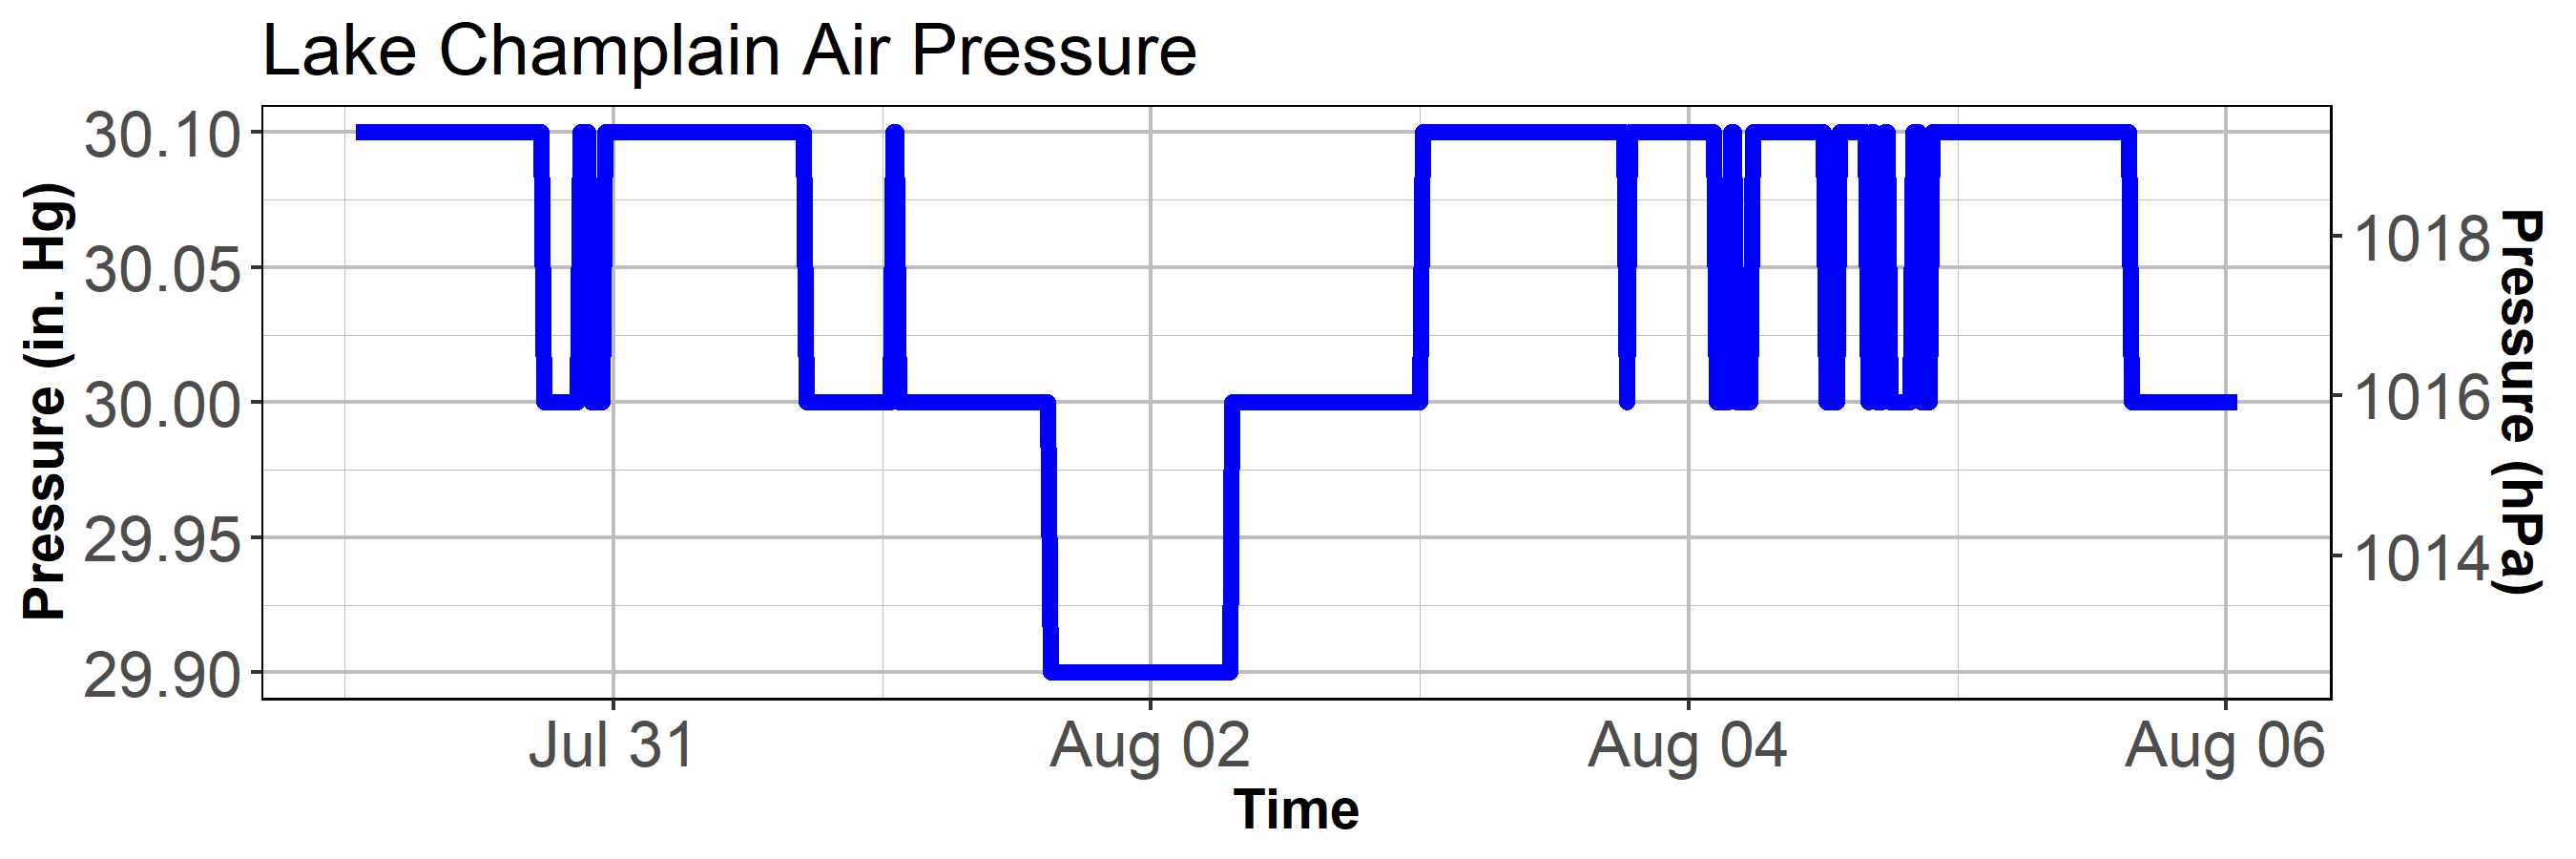 Lake Champlain Air Pressure
Pressure (in. Hg)
30.10
30.05
30.00
29.95
29.90
1018
1016
1014
Pressure (hPa)
Jul 31
Aug 02
Aug 04
Aug 06
Time